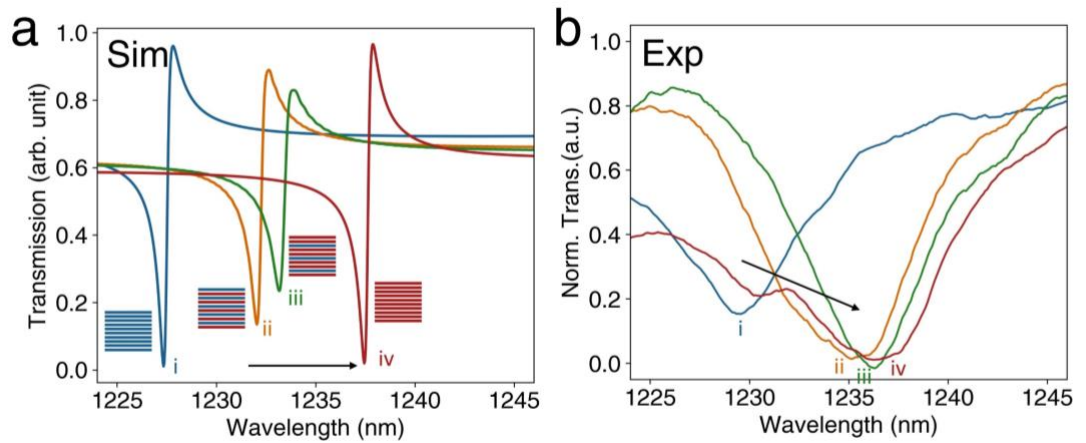 a
Sim
Transmission (arb. unit)
1.0
0.8
0.6
0.4
0.2
0.0
i
ii
iii
iv
1225
1230
1235
1240
1245
Wavelength (nm)
b
Exp
Norm. Trans.(a.u.)
1.0
0.8
0.6
0.4
0.2
0.0
i
ii
iii
iv
1225
1230
1235
1240
1245
Wavelength (nm)